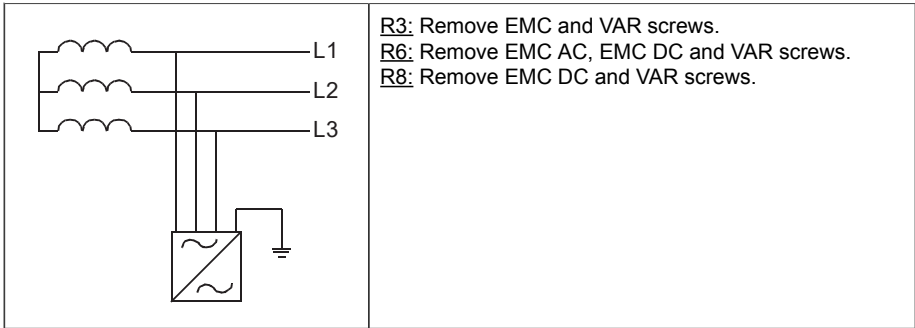 L1
L2
L3
R3: Remove EMC and VAR screws.
R6: Remove EMC AC, EMC DC and VAR screws.
R8: Remove EMC DC and VAR screws.